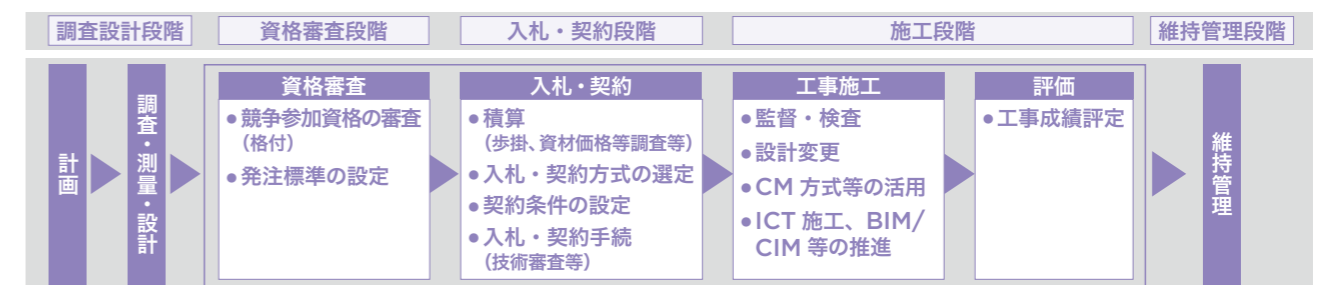 調査設計段階
資格審査段階
入札・契約段階
施工段階
維持管理段階
計画
調査・測量・設計
資格審査
●競争参加資格の審査
（格付）
●発注標準の設定
入札・契約
●積算
（歩掛、資材価格等調査等）
●入札・契約方式の選定
●契約条件の設定
●入札・契約手続
（技術審査等）
工事施工
●監督・検査
●設計変更
●CM 方式等の活用
●ICT 施工、BIM/
CIM 等の推進
評価
●工事成績評定
維持管理